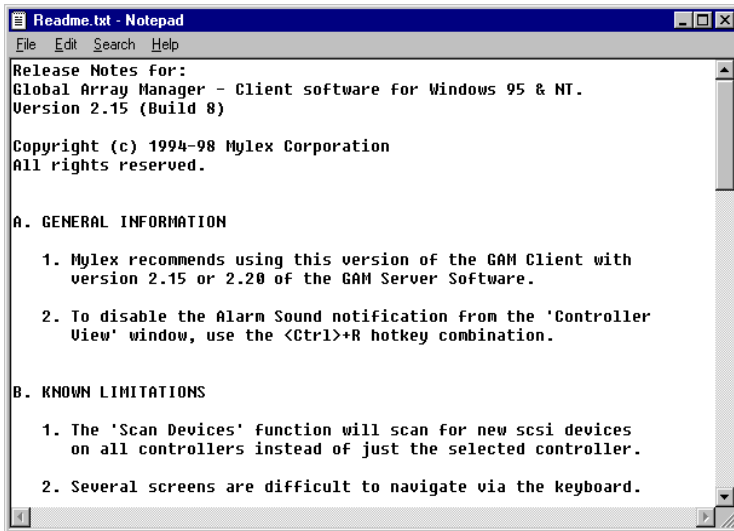 Readme.txt - Notepad
File Edit Search Help
Release Notes for:
Global Array Manager - Client software for Windows 95 & NT.
Version 2.15 (Build 8)
Copyright (c) 1994-98 Mylex Corporation
All rights reserved.
A. GENERAL INFORMATION
1. Mylex recommends using this version of the GAM Client with
version 2.15 or 2.20 of the GAM Server Software.
2. To disable the Alarm Sound notification from the 'Controller
View' window, use the <Ctrl>+R hotkey combination.
B. KNOWN LIMITATIONS
1. The 'Scan Devices' function will scan for new scsi devices
on all controllers instead of just the selected controller.
2. Several screens are difficult to navigate via the keyboard.